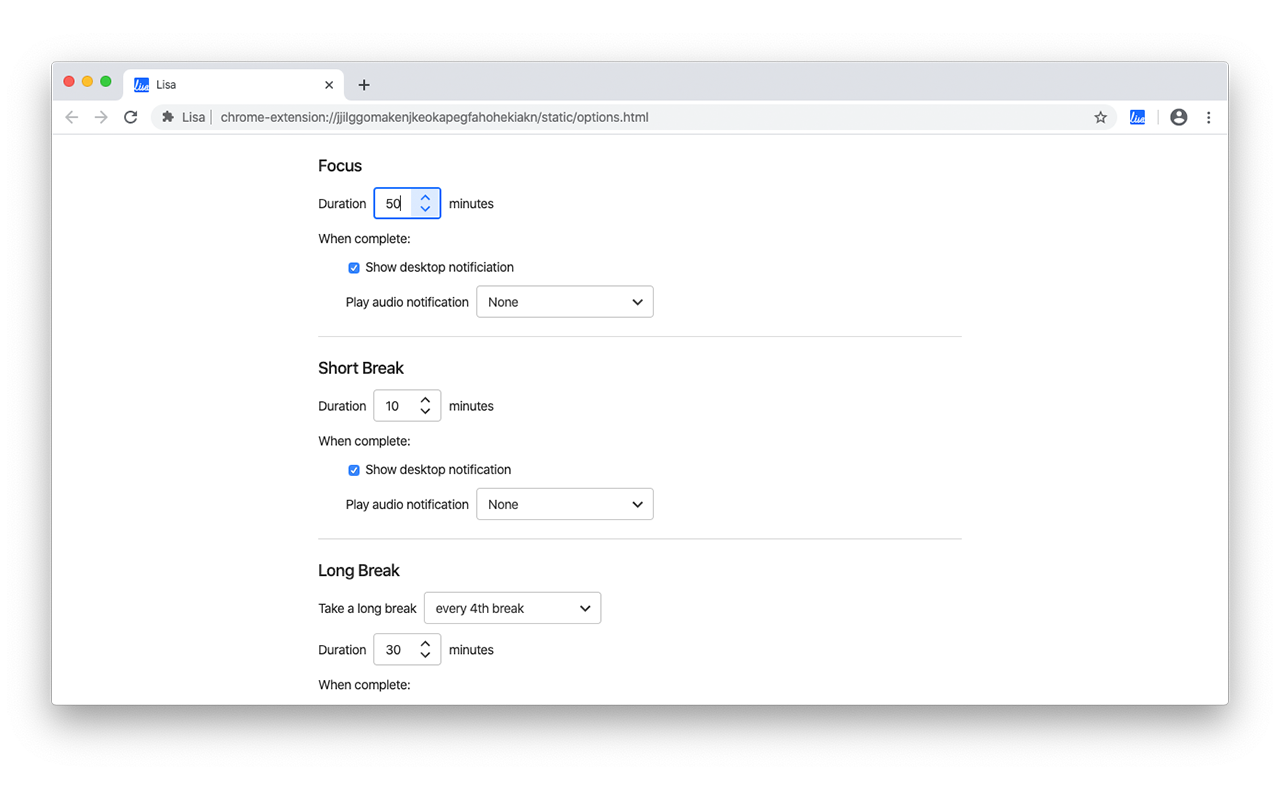 Lisa
Lisa chrome-extension://jjilggomakenjkeokapegfahohekiakn/static/options.html
Focus
Duration 50 minutes
When complete:
Show desktop notificiation
Play audio notification None
Short Break
Duration 10 minutes
When complete:
Show desktop notification
Play audio notification None
Long Break
Take a long break every 4th break
Duration 30 minutes
When complete: